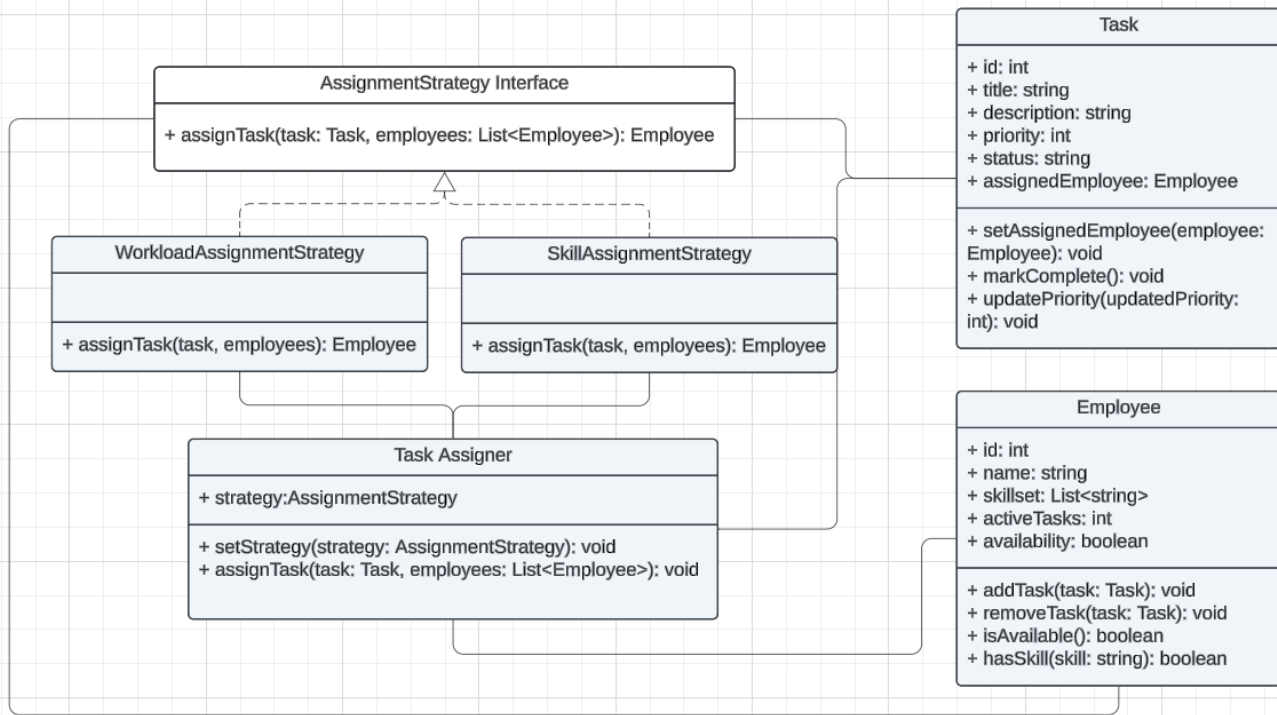 AssignmentStrategy Interface
+ assignTask(task: Task, employees: List<Employee>): Employee
WorkloadAssignmentStrategy
+ assignTask(task, employees): Employee
SkillAssignmentStrategy
+ assignTask(task, employees): Employee
Task Assigner
+ strategy:AssignmentStrategy
+ setStrategy(strategy: AssignmentStrategy): void
+ assignTask(task: Task, employees: List<Employee>): void
Task
+ id: int
+ title: string
+ description: string
+ priority: int
+ status: string
+ assignedEmployee: Employee
+ setAssignedEmployee(employee:
Employee): void
+ markComplete(): void
+ updatePriority(updatedPriority:
int): void
Employee
+ id: int
+ name: string
+ skillset: List<string>
+ activeTasks: int
+ availability: boolean
+ addTask(task: Task): void
+ removeTask(task: Task): void
+ isAvailable(): boolean
+ hasSkill(skill: string): boolean